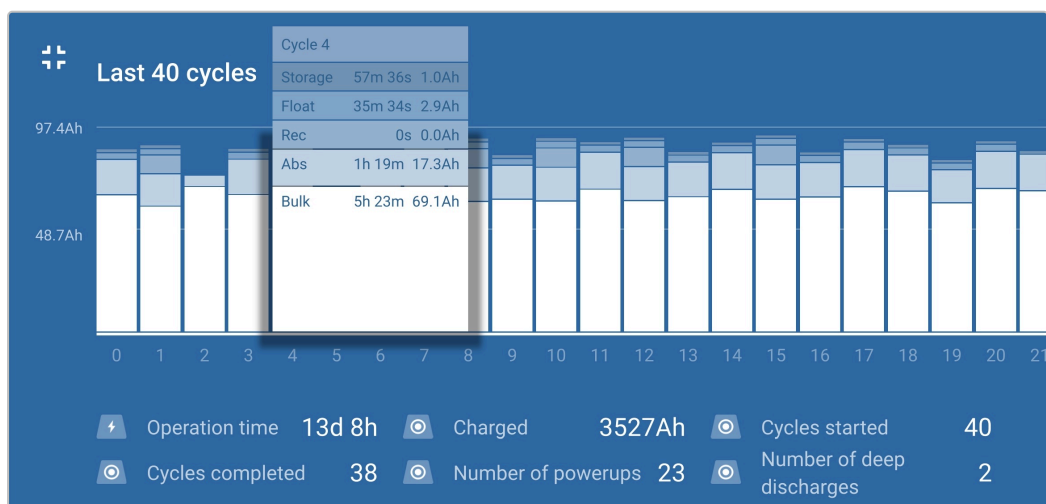 Cycle 4
Last 40 cycles
Storage 57m 36s 1.0Ah
Float 35m 34s 2.9Ah
97.4Ah
Rec 0s 0.0Ah
Abs 1h 19m 17.3Ah
Bulk 5h 23m 69.1Ah
48.7Ah
0 1 2 3 4 5 6 7 8 9 10 11 12 13 14 15 16 17 18 19 20 21
Operation time 13d 8h Charged 3527Ah Cycles started 40
Cycles completed 38 Number of powerups 23 Number of deep discharges 2